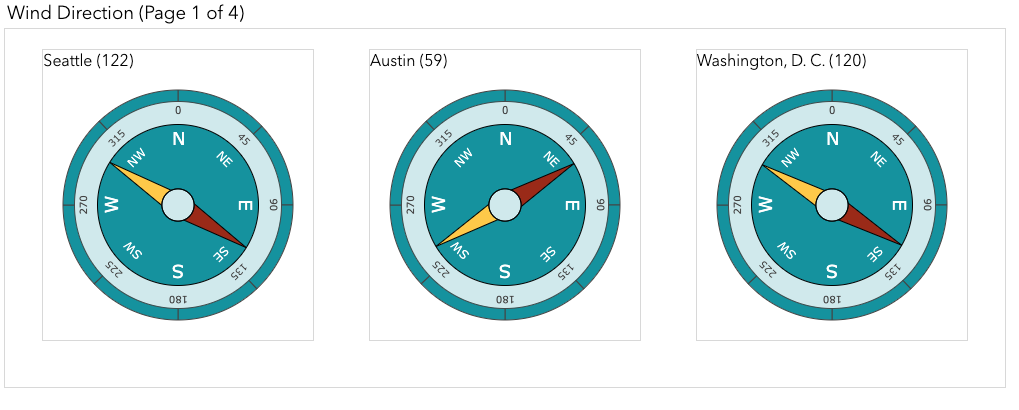 Wind Direction (Page 1 of 4)
Seattle (122)
0
45
90
135
180
225
270
315
N
NE
E
SE
S
SW
W
NW
Austin (59)
0
45
90
135
180
225
270
315
N
NE
E
SE
S
SW
W
NW
Washington, D. C. (120)
0
45
90
135
180
225
270
315
N
NE
E
SE
S
SW
W
NW